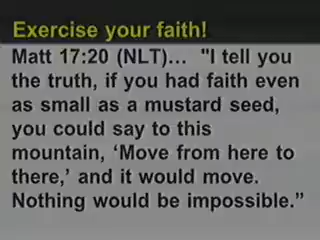 Exercise your faith!
Matt 17:20 (NLT)… "I tell you
the truth, if you had faith even
as small as a mustard seed,
you could say to this
mountain, ‘Move from here to
there,’ and it would move.
Nothing would be impossible.”